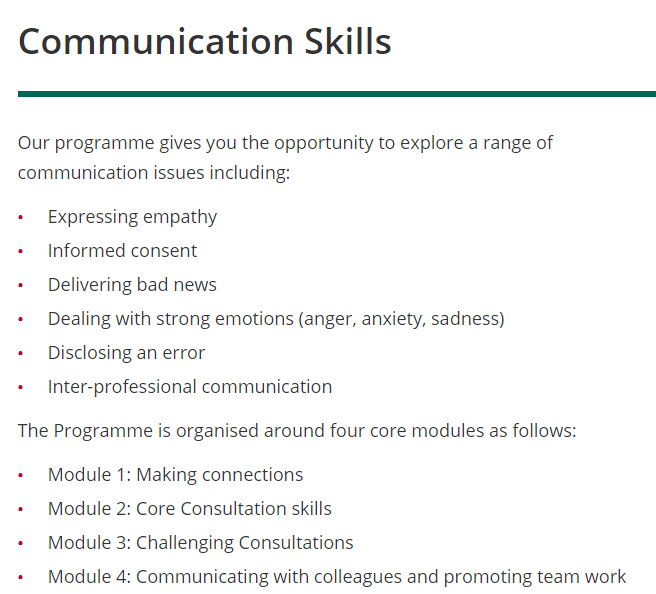 Communication Skills
Our programme gives you the opportunity to explore a range of
communication issues including:
• Expressing empathy
• Informed consent
• Delivering bad news
• Dealing with strong emotions (anger, anxiety, sadness)
• Disclosing an error
• Inter-professional communication
The Programme is organised around four core modules as follows:
• Module 1: Making connections
• Module 2: Core Consultation skills
• Module 3: Challenging Consultations
• Module 4: Communicating with colleagues and promoting team work